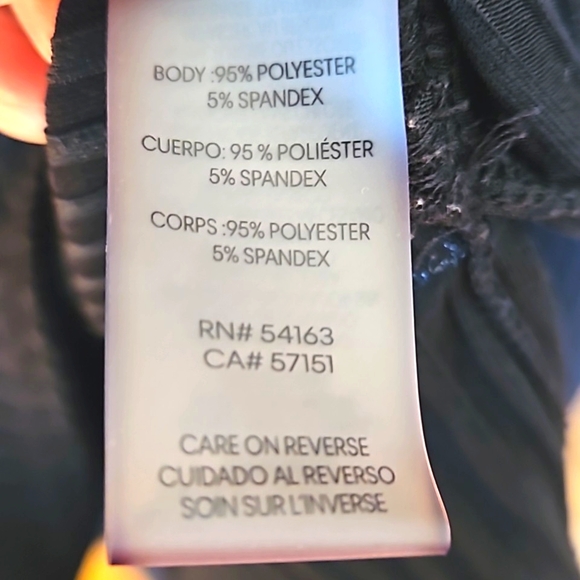 BODY :95% POLYESTER
5% SPANDEX
CUERPO: 95 % POLIÉSTER
5% SPANDEX
CORPS :95% POLYESTER
5% SPANDEX
RN# 54163
CA# 57151
CARE ON REVERSE
CUIDADO AL REVERSO
SOIN SUR L'INVERSE